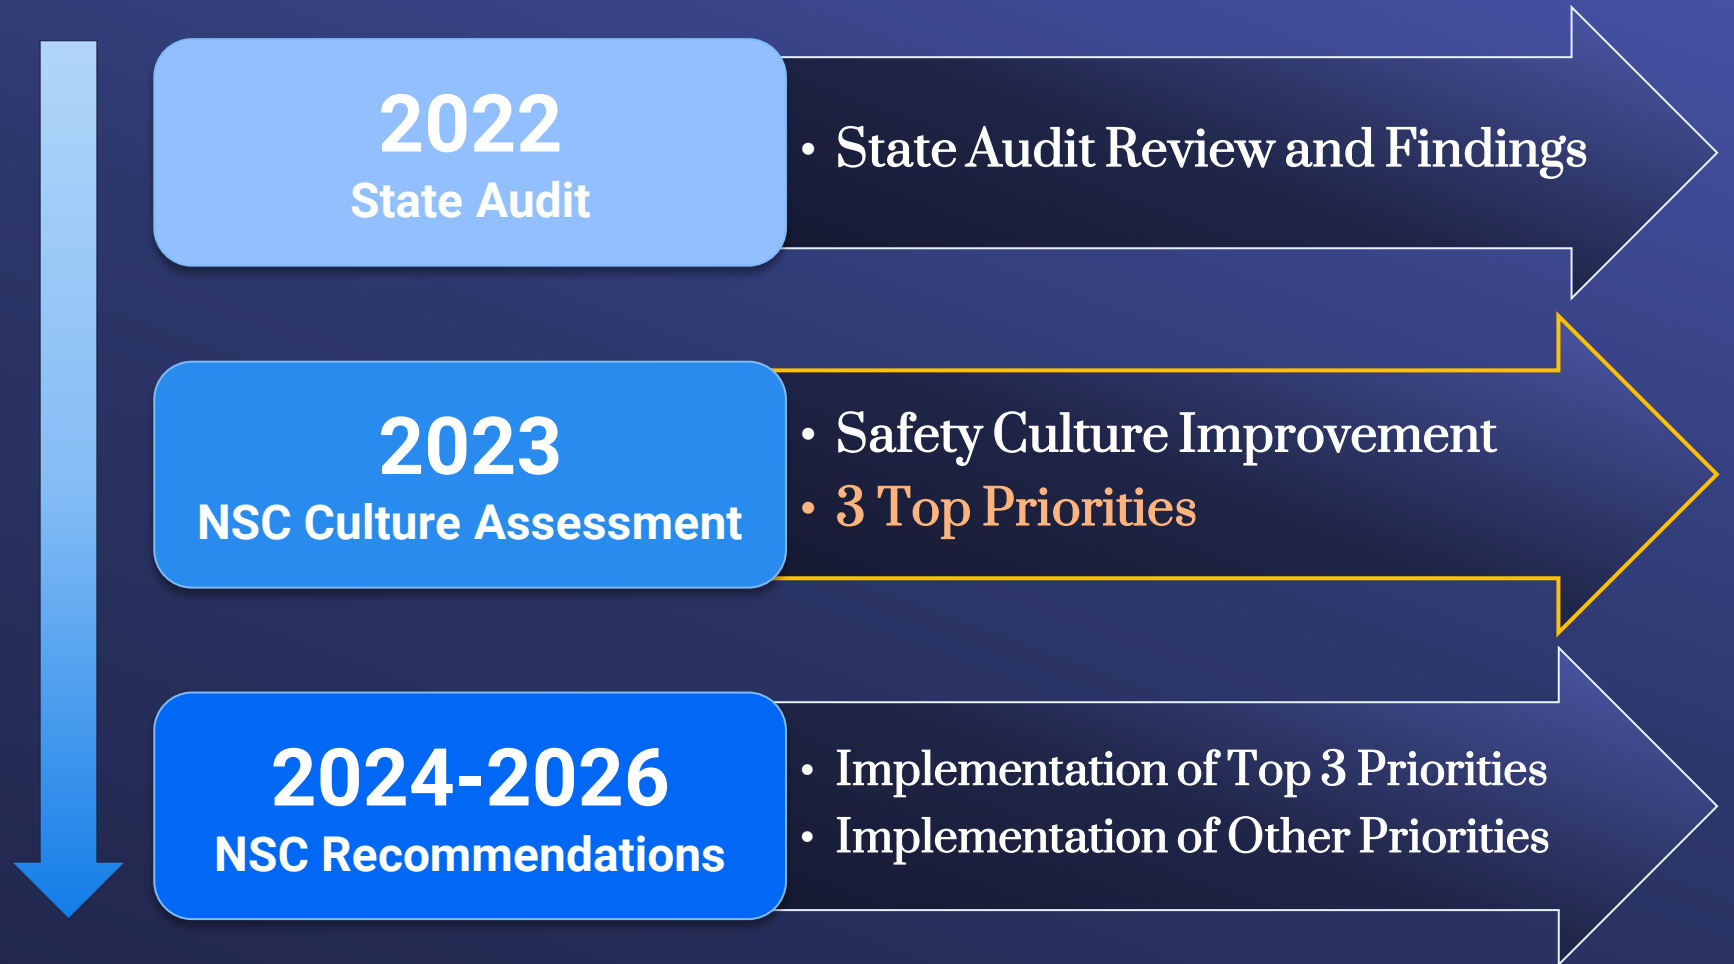 2022
State Audit
• State Audit Review and Findings
2023
NSC Culture Assessment
• Safety Culture Improvement
• 3 Top Priorities
2024-2026
NSC Recommendations
• Implementation of Top 3 Priorities
• Implementation of Other Priorities